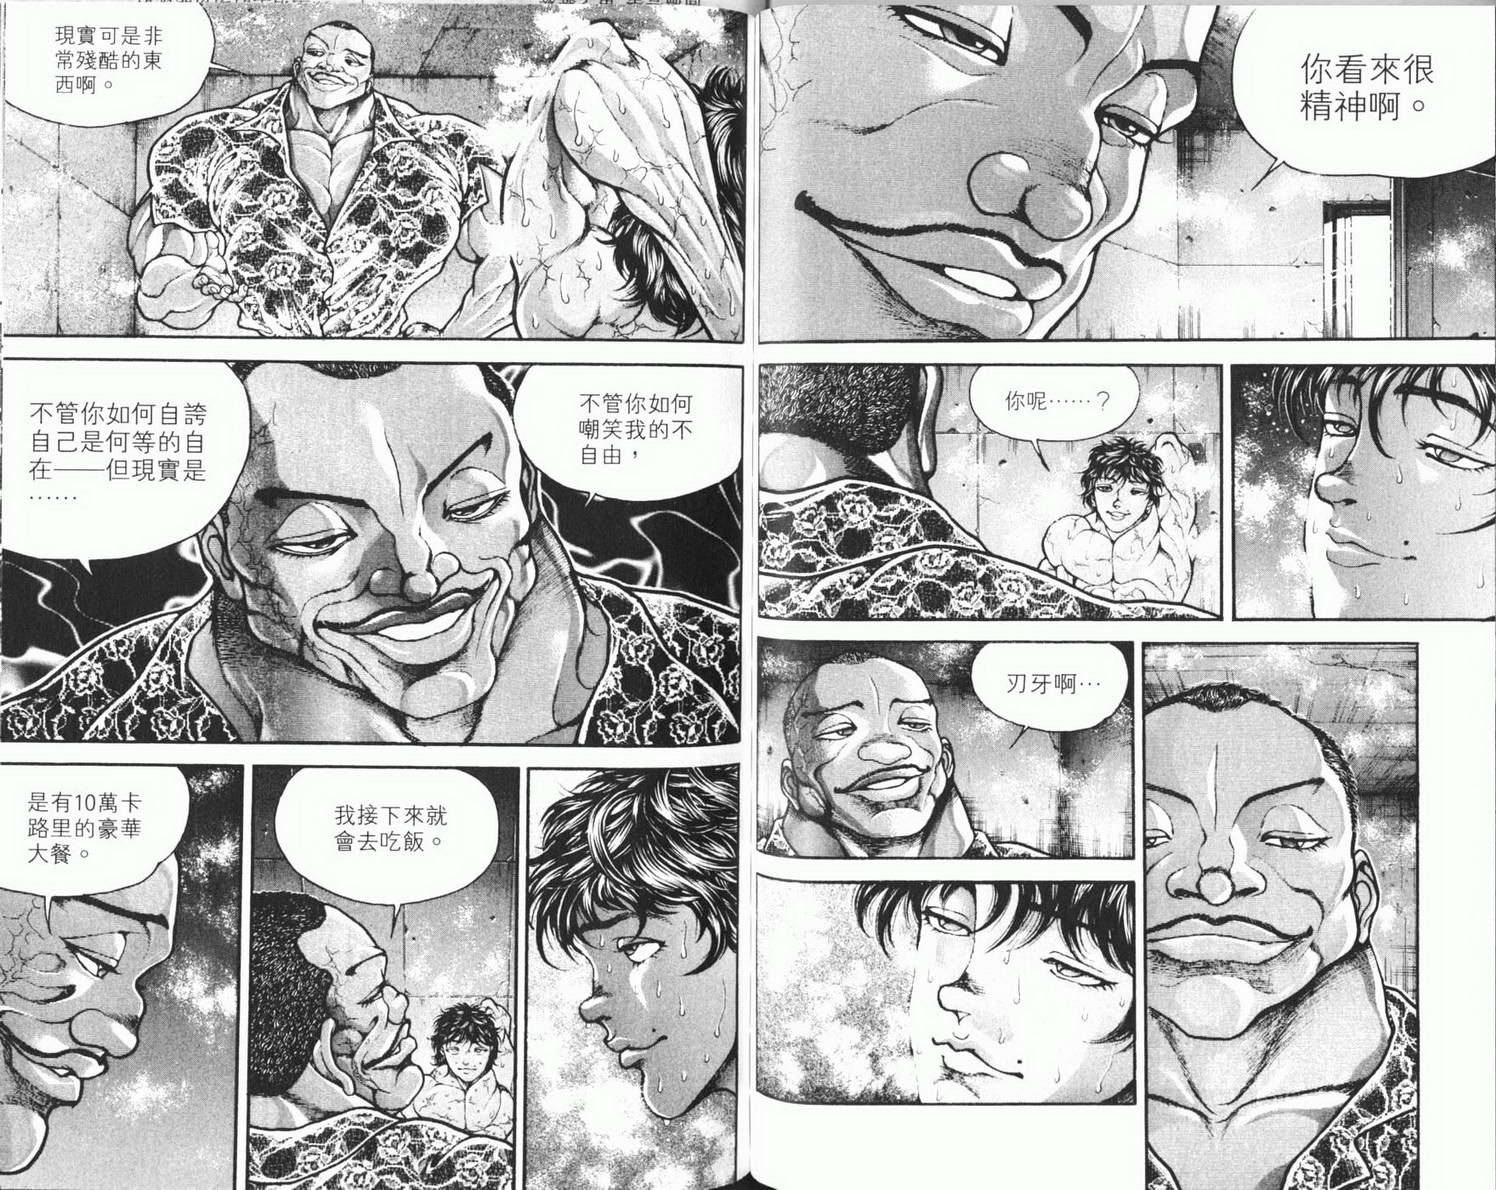 你看來很
精神啊。
你呢⋯⋯？
刃牙啊⋯
現實可是非
常殘酷的東
西啊。
不管你如何
嘲笑我的不
自由，
不管你如何自誇
自己是何等的自
在——但現實是
⋯⋯
我接下來就
會去吃飯。
是有10萬卡
路里的豪華
大餐。